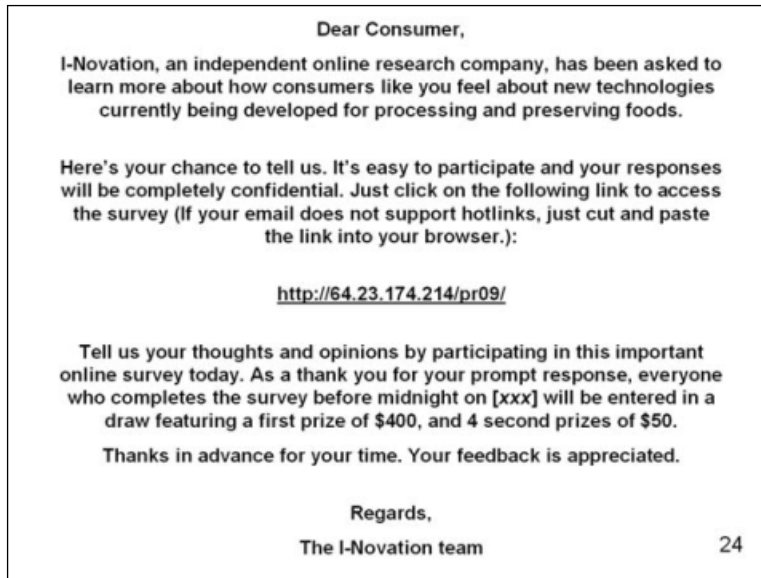 Dear Consumer,
I-Novation, an independent online research company, has been asked to
learn more about how consumers like you feel about new technologies
currently being developed for processing and preserving foods.
Here's your chance to tell us. It's easy to participate and your responses
will be completely confidential. Just click on the following link to access
the survey (If your email does not support hotlinks, just cut and paste
the link into your browser.):
http://64.23.174.214/pr09/
Tell us your thoughts and opinions by participating in this important
online survey today. As a thank you for your prompt response, everyone
who completes the survey before midnight on [xxx] will be entered in a
draw featuring a first prize of $400, and 4 second prizes of $50.
Thanks in advance for your time. Your feedback is appreciated.
Regards,
The I-Novation team
24